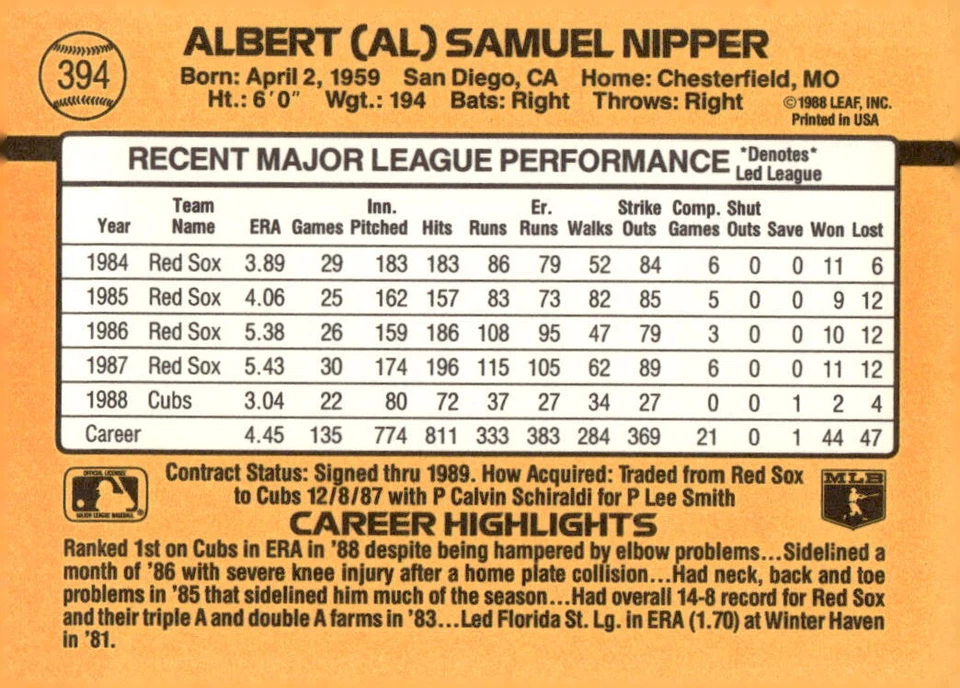 394
ALBERT (AL) SAMUEL NIPPER
Born: April 2, 1959 San Diego, CA Home: Chesterfield, MO
Ht.: 6'0" Wgt.: 194 Bats: Right Throws: Right
©1988 LEAF, INC.
Printed in USA
RECENT MAJOR LEAGUE PERFORMANCE *Denotes* Led League
Year Team Name ERA Games Inn. Pitched Hits Runs Er. Runs Walks Strike Outs Comp. Games Shut Outs Save Won Lost
1984 Red Sox 3.89 29 183 183 86 79 52 84 6 0 0 11 6
1985 Red Sox 4.06 25 162 157 83 73 82 85 5 0 0 9 12
1986 Red Sox 5.38 26 159 186 108 95 47 79 3 0 0 10 12
1987 Red Sox 5.43 30 174 196 115 105 62 89 6 0 0 11 12
1988 Cubs 3.04 22 80 72 37 27 34 27 0 0 1 2 4
Career 4.45 135 774 811 333 383 284 369 21 0 1 44 47
OFFICIAL LICENSEE
MAJOR LEAGUE BASEBALL
Contract Status: Signed thru 1989. How Acquired: Traded from Red Sox
to Cubs 12/8/87 with P Calvin Schiraldi for P Lee Smith
MLB
CAREER HIGHLIGHTS
Ranked 1st on Cubs in ERA in '88 despite being hampered by elbow problems...Sidelined a
month of '86 with severe knee injury after a home plate collision...Had neck, back and toe
problems in '85 that sidelined him much of the season...Had overall 14-8 record for Red Sox
and their triple A and double A farms in '83...Led Florida St. Lg. in ERA (1.70) at Winter Haven
in '81.